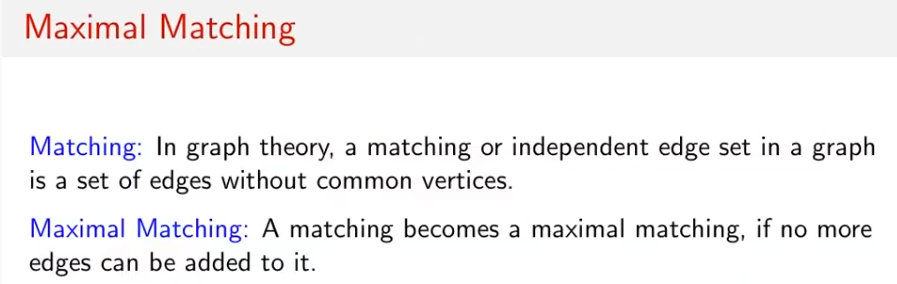 Maximal Matching
Matching: In graph theory, a matching or independent edge set in a graph
is a set of edges without common vertices.
Maximal Matching: A matching becomes a maximal matching, if no more
edges can be added to it.